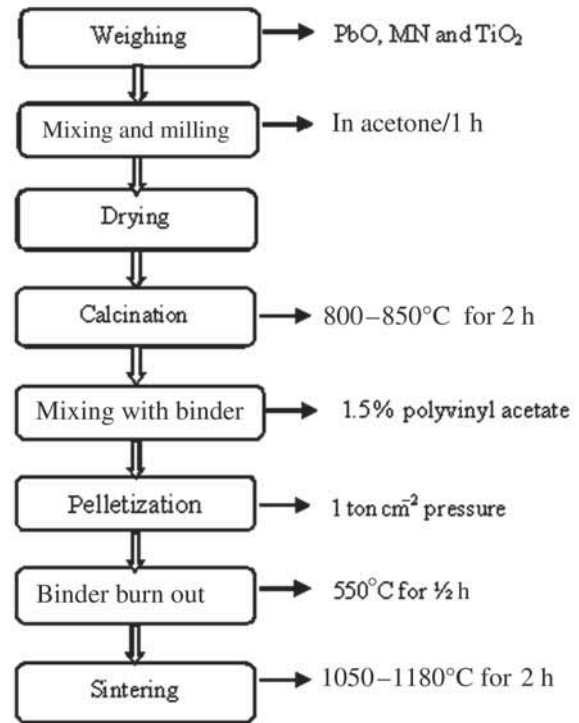 Weighing PbO, MN and TiO₂
Mixing and milling In acetone/1 h
Drying
Calcination 800–850°C for 2 h
Mixing with binder 1.5% polyvinyl acetate
Pelletization 1 ton cm⁻² pressure
Binder burn out 550°C for ½ h
Sintering 1050–1180°C for 2 h